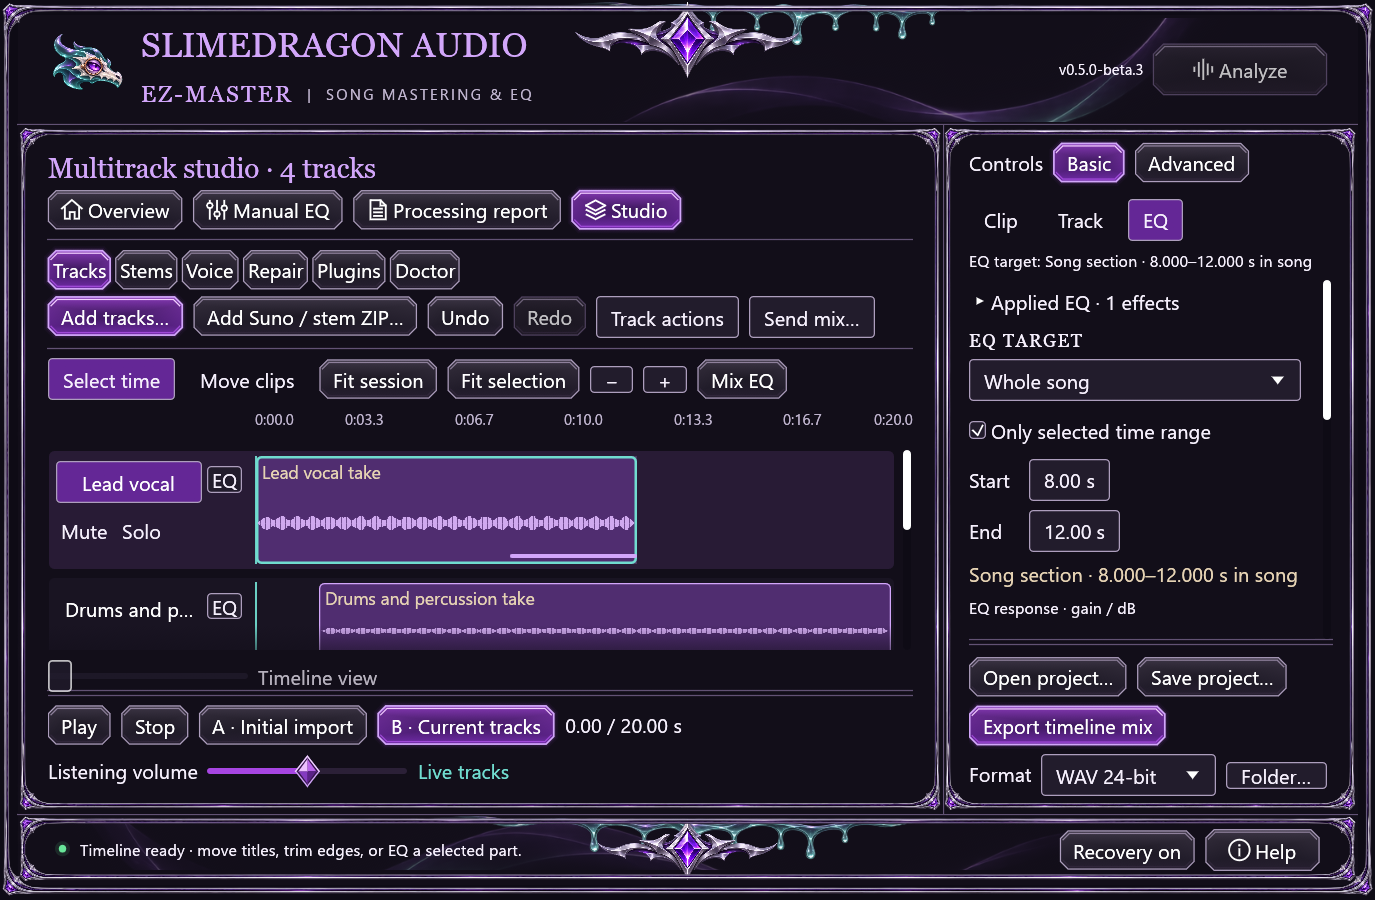 SLIMEDRAGON AUDIO
EZ-MASTER | SONG MASTERING & EQ
v0.5.0-beta.3
Analyze
Multitrack studio · 4 tracks
Overview
Manual EQ
Processing report
Studio
Tracks
Stems
Voice
Repair
Plugins
Doctor
Add tracks...
Add Suno / stem ZIP...
Undo
Redo
Track actions
Send mix...
Select time
Move clips
Fit session
Fit selection
−
+
Mix EQ
0:00.0 0:03.3 0:06.7 0:10.0 0:13.3 0:16.7 0:20.0
Lead vocal
EQ
Mute Solo
Lead vocal take
Drums and p...
EQ
Drums and percussion take
Timeline view
Play
Stop
A · Initial import
B · Current tracks
0.00 / 20.00 s
Listening volume
Live tracks
Controls
Basic
Advanced
Clip
Track
EQ
EQ target: Song section · 8.000–12.000 s in song
Applied EQ · 1 effects
EQ TARGET
Whole song
Only selected time range
Start 8.00 s
End 12.00 s
Song section · 8.000–12.000 s in song
EQ response · gain / dB
Open project...
Save project...
Export timeline mix
Format
WAV 24-bit
Folder...
Timeline ready · move titles, trim edges, or EQ a selected part.
Recovery on
Help